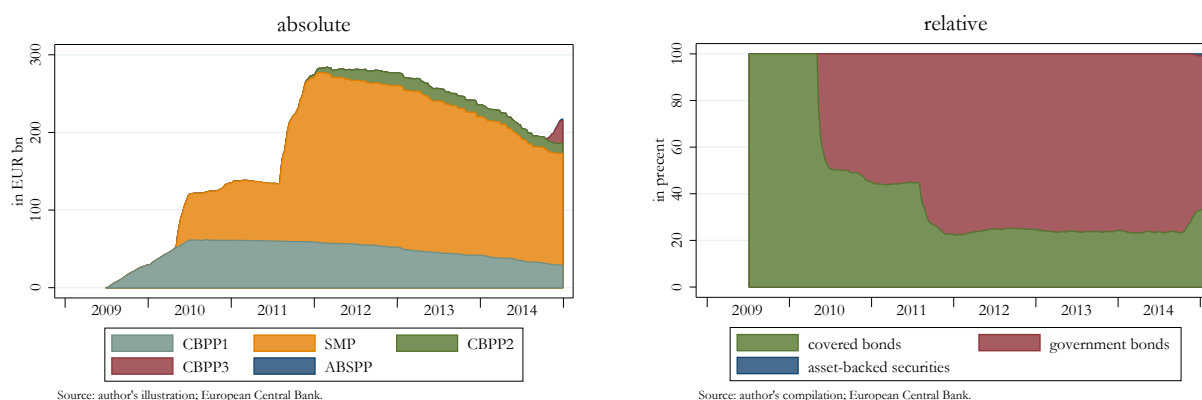 absolute
in EUR bn
300
200
100
0
2009 2010 2011 2012 2013 2014
CBPP1 SMP CBPP2
CBPP3 ABSPP
Source: author's illustration; European Central Bank.
relative
in precent
100
80
60
40
20
0
2009 2010 2011 2012 2013 2014
covered bonds government bonds
asset-backed securities
Source: author's compilation; European Central Bank.